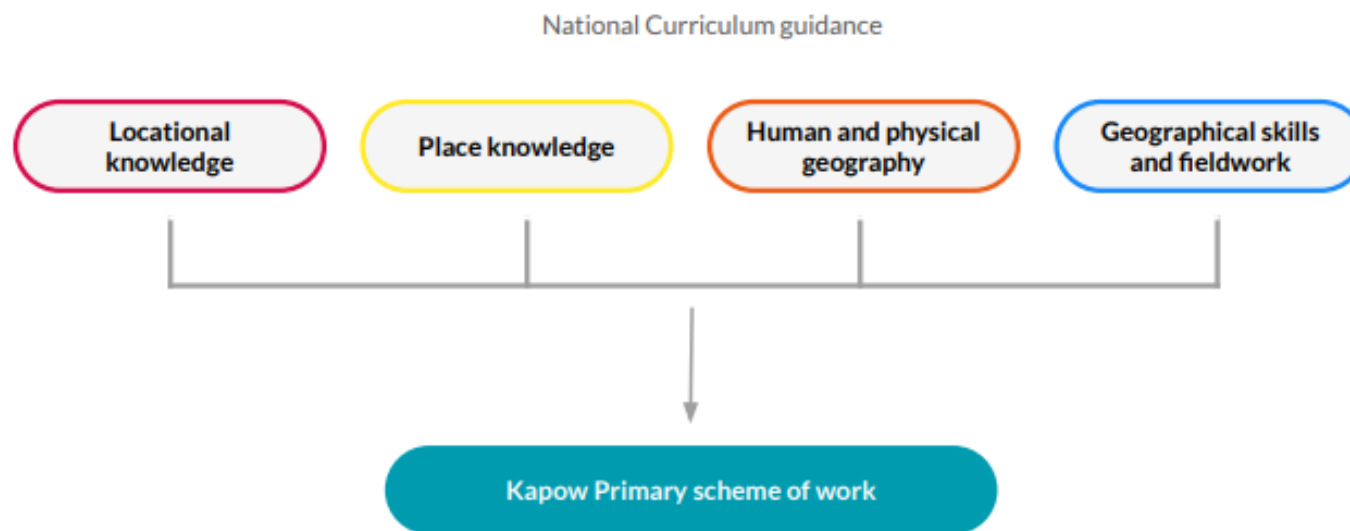 National Curriculum guidance
Locational
knowledge
Place knowledge
Human and physical
geography
Geographical skills
and fieldwork
Kapow Primary scheme of work